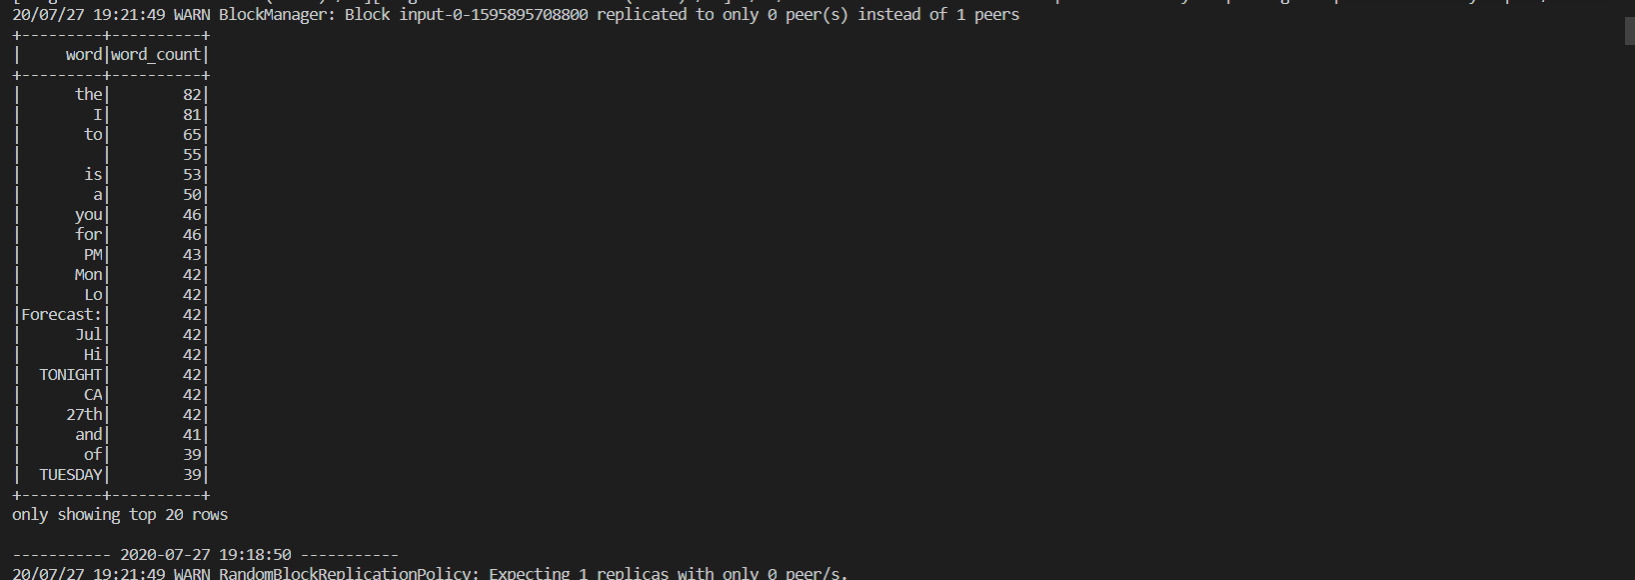 20/07/27 19:21:49 WARN BlockManager: Block input-0-1595895708800 replicated to only 0 peer(s) instead of 1 peers
+---------+----------+
|     word|word_count|
+---------+----------+
|      the|        82|
|        I|        81|
|       to|        65|
|         |        55|
|       is|        53|
|        a|        50|
|      you|        46|
|      for|        46|
|       PM|        43|
|      Mon|        42|
|       Lo|        42|
|Forecast:|        42|
|      Jul|        42|
|       Hi|        42|
|  TONIGHT|        42|
|       CA|        42|
|     27th|        42|
|      and|        41|
|       of|        39|
|  TUESDAY|        39|
+---------+----------+
only showing top 20 rows
----------- 2020-07-27 19:18:50 -----------
20/07/27 19:21:49 WARN RandomBlockReplicationPolicy: Expecting 1 replicas with only 0 peer/s.